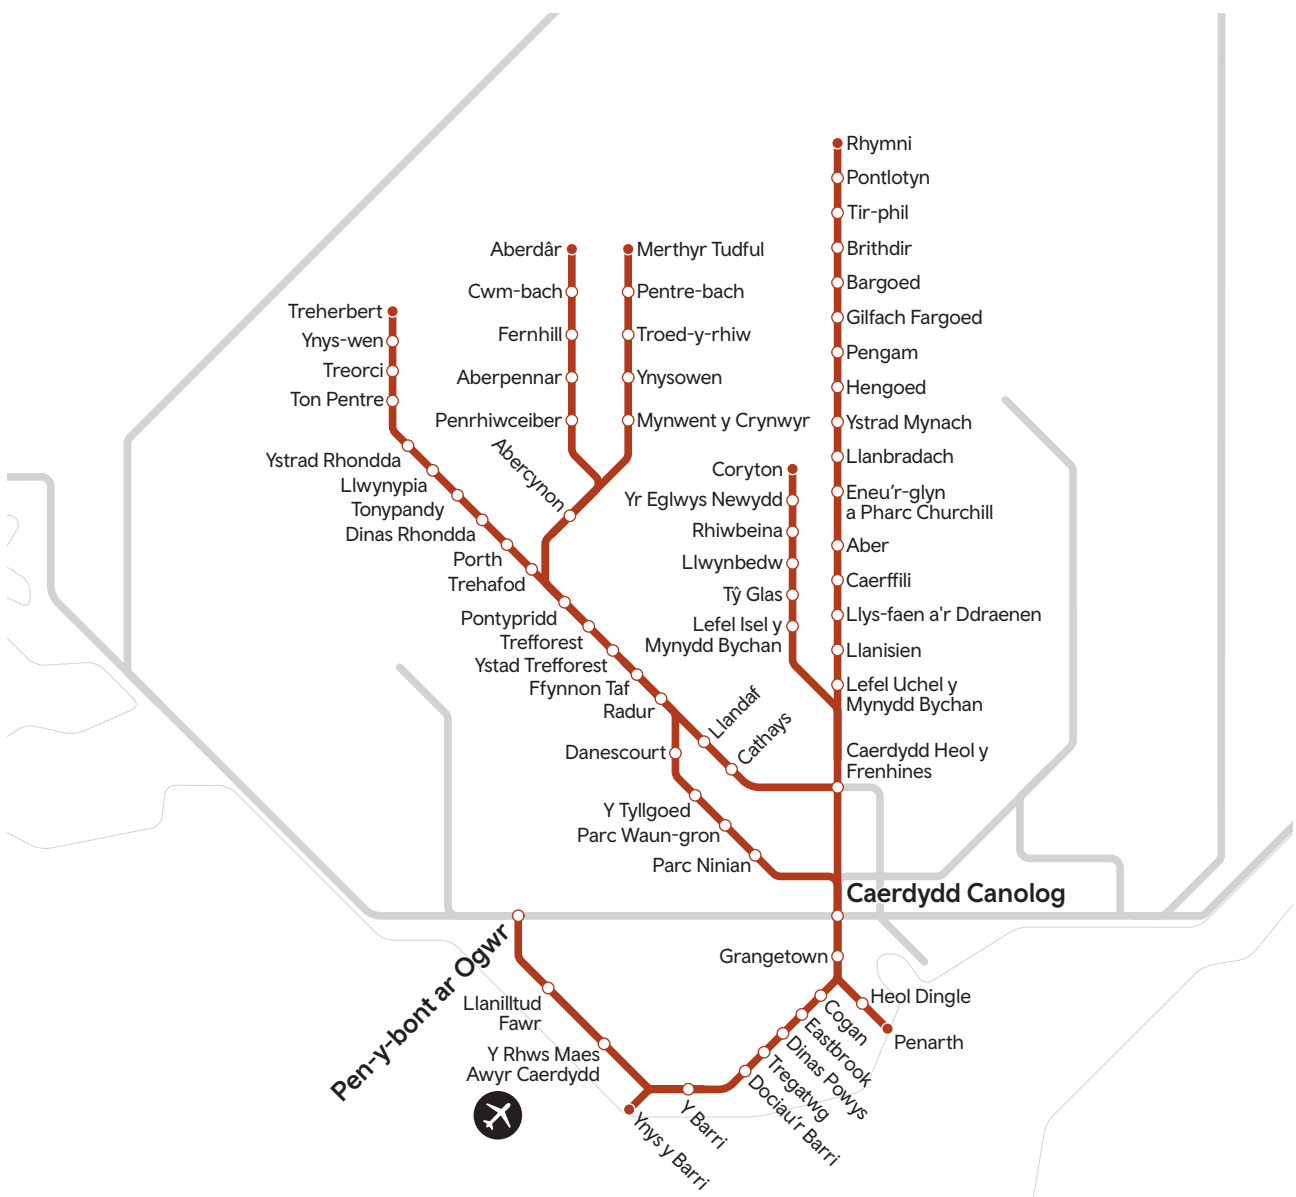 Rhymni
Pontlotyn
Tir-phil
Brithdir
Bargoed
Gilfach Fargoed
Pengam
Hengoed
Ystrad Mynach
Llanbradach
Eneu’r-glyn
a Pharc Churchill
Aber
Caerffili
Llys-faen a'r Ddraenen
Llanisien
Lefel Uchel y
Mynydd Bychan
Caerdydd Heol y
Frenhines
Aberdâr
Cwm-bach
Fernhill
Aberpennar
Penrhiwceiber
Merthyr Tudful
Pentre-bach
Troed-y-rhiw
Ynysowen
Mynwent y Crynwyr
Abercynon
Treherbert
Ynys-wen
Treorci
Ton Pentre
Ystrad Rhondda
Llwynypia
Tonypandy
Dinas Rhondda
Porth
Trehafod
Pontypridd
Trefforest
Ystad Trefforest
Ffynnon Taf
Radur
Llandaf
Cathays
Danescourt
Y Tyllgoed
Parc Waun-gron
Parc Ninian
Coryton
Yr Eglwys Newydd
Rhiwbeina
Llwynbedw
Tŷ Glas
Lefel Isel y
Mynydd Bychan
Caerdydd Canolog
Grangetown
Heol Dingle
Penarth
Cogan
Eastbrook
Dinas Powys
Tregatwg
Dociau’r Barri
Y Barri
Ynys y Barri
Y Rhws Maes
Awyr Caerdydd
Llanilltud
Fawr
Pen-y-bont ar Ogwr